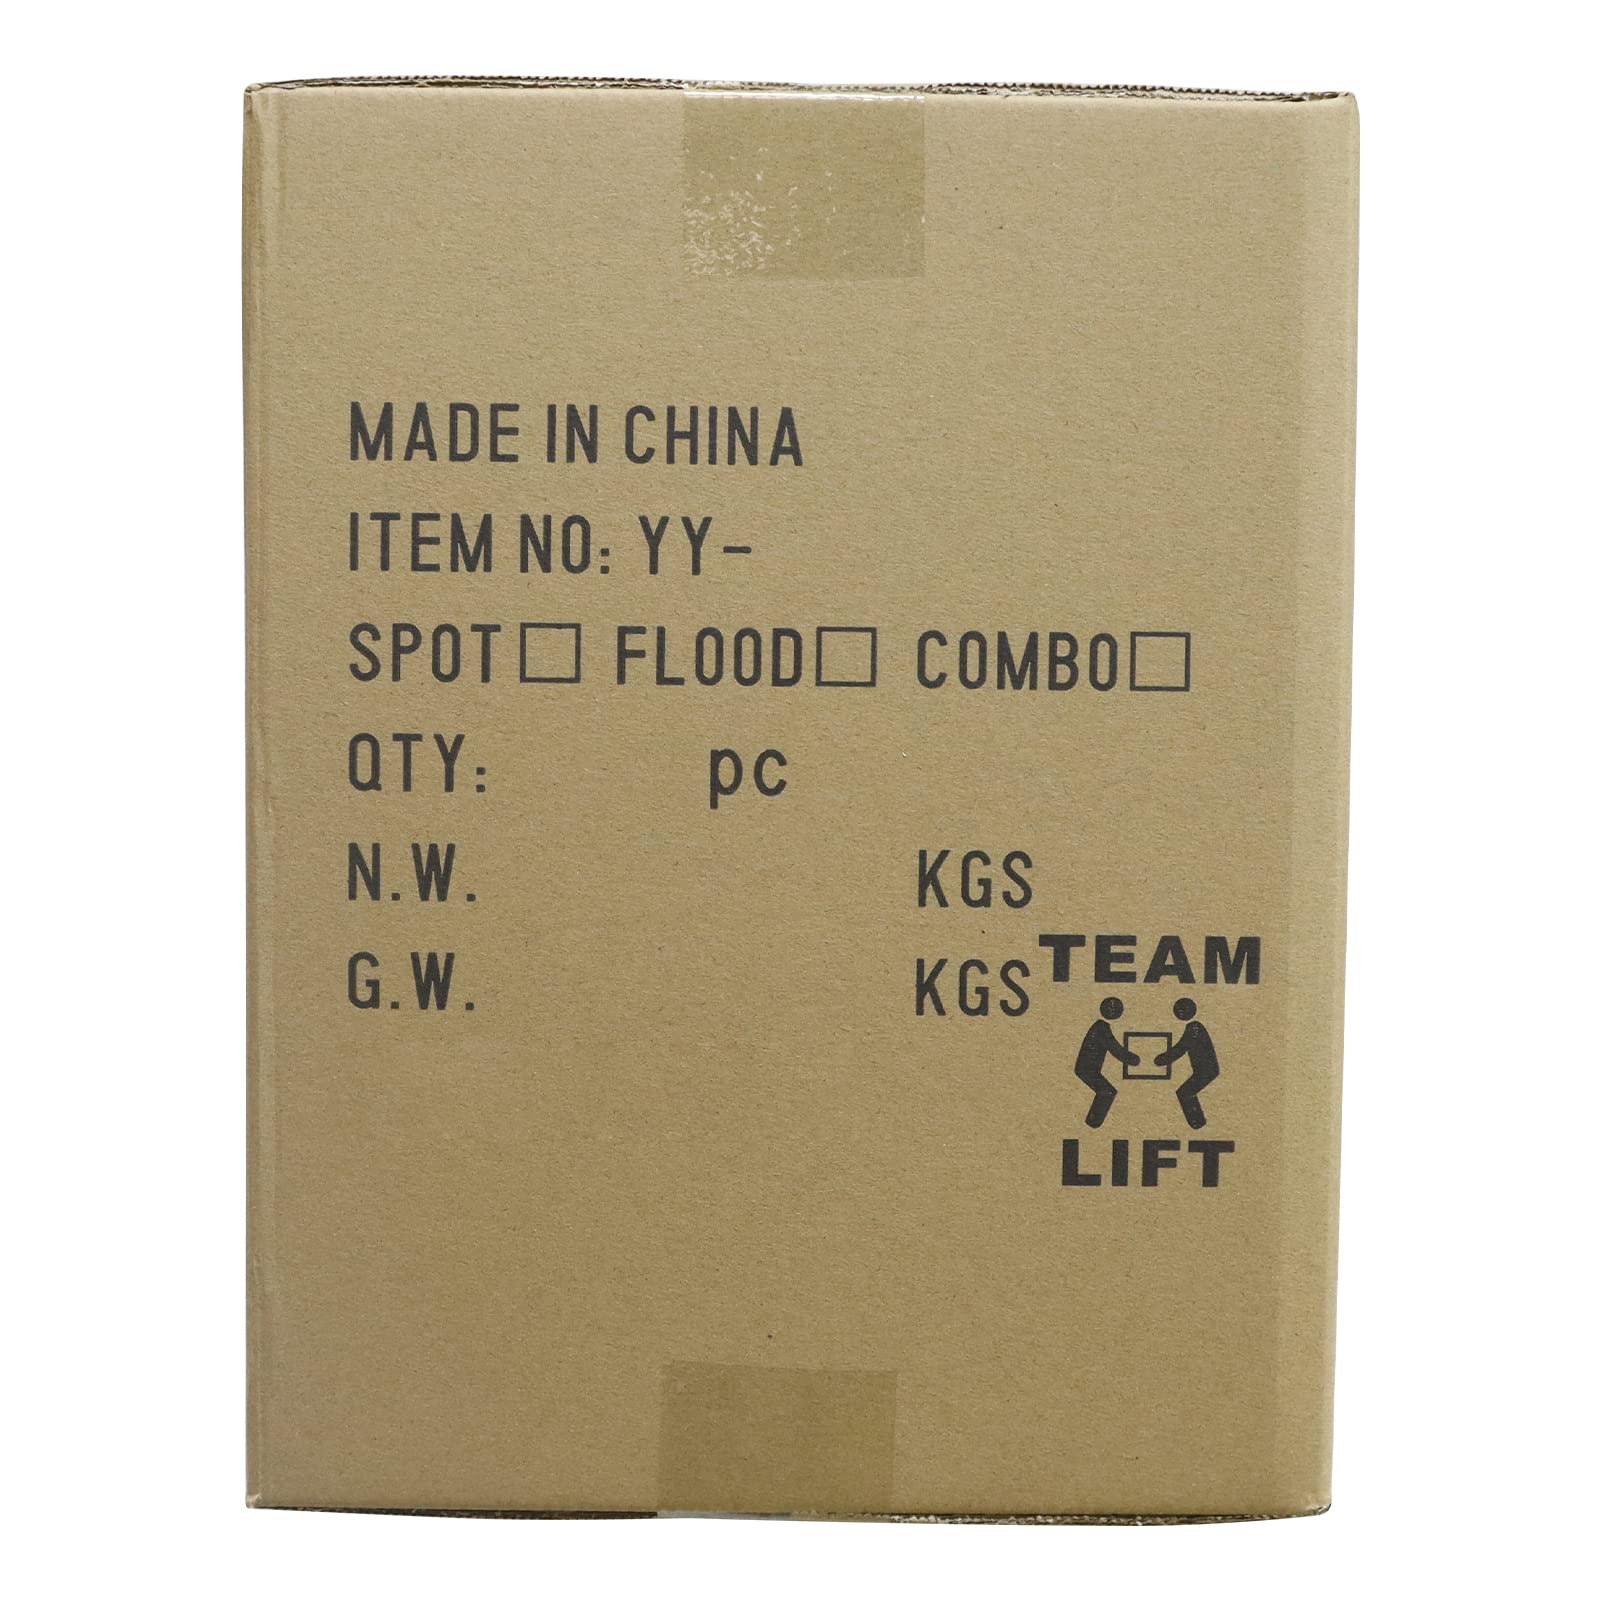 MADE IN CHINA
ITEM NO: YY-
SPOT□ FLOOD□ COMBO□
QTY: pc
N.W. KGS
G.W. KGS
TEAM
LIFT